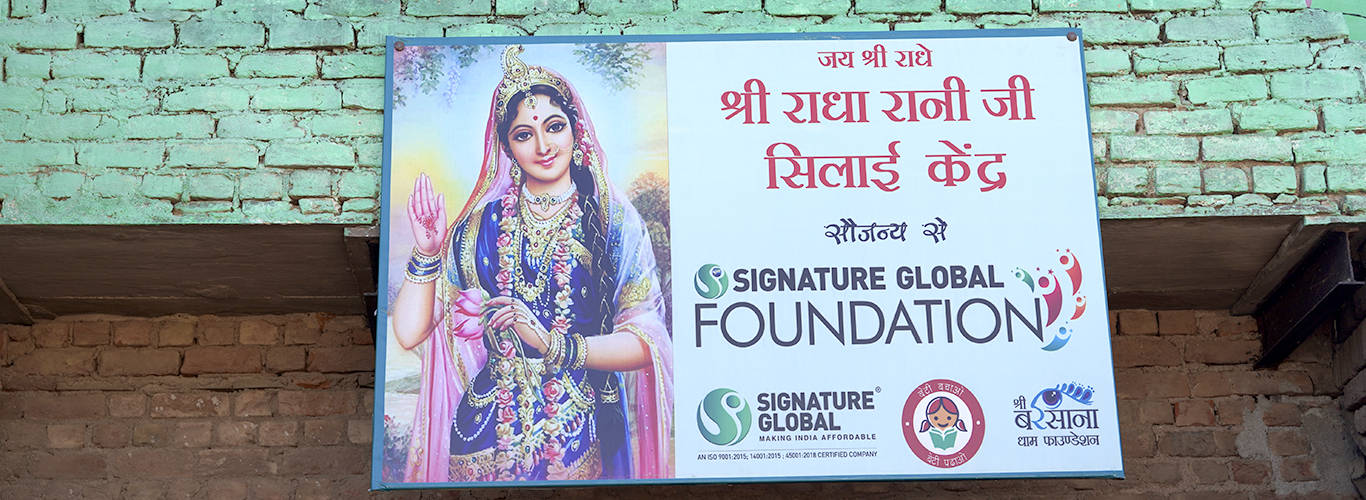 जय श्री राधे
श्री राधा रानी जी
सिलाई केंद्र
सौजन्य से
SIGNATURE GLOBAL
FOUNDATION
SIGNATURE®
GLOBAL
MAKING INDIA AFFORDABLE
AN ISO 9001:2015; 14001:2015 ; 45001:2018 CERTIFIED COMPANY
बेटी बचाओ
बेटी पढाओ
श्री
बरसाना
धाम फाउण्डेशन